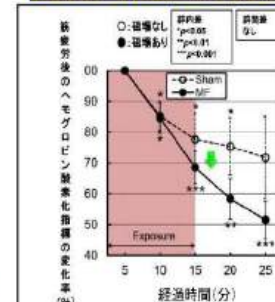 ○:磁場なし
●:磁場あり
群内差
*p<0.05
**p<0.01
***p<0.001
群間差
なし
筋疲労後のヘモグロビン酸素化指標の変化率(%)
Sham
MF
00
90
80
70
60
50
40
*
*
*
*
***
**
***
Exposure
5 10 15 20 25
経過時間(分)